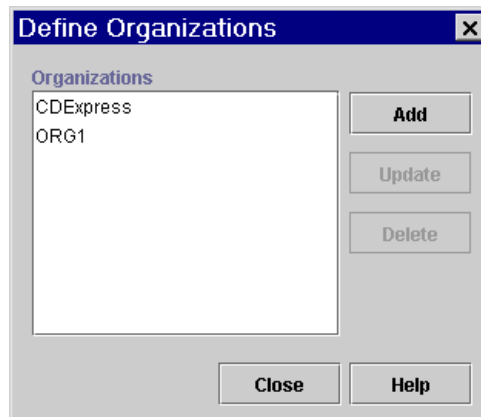 Define Organizations
Organizations
CDExpress
ORG1
Add
Update
Delete
Close
Help